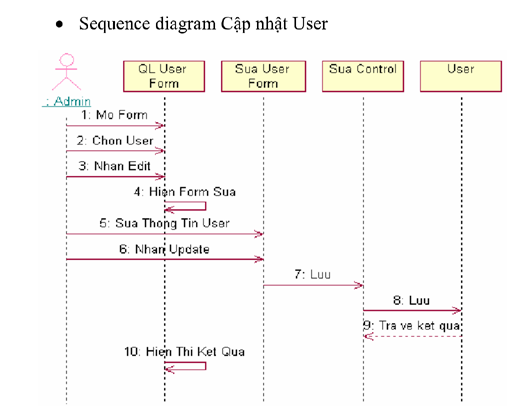 • Sequence diagram Cập nhật User
QL User
Form
Sua User
Form
Sua Control
User
: Admin
1: Mo Form
2: Chon User
3: Nhan Edit
4: Hien Form Sua
5: Sua Thong Tin User
6: Nhan Update
7: Luu
8: Luu
9: Tra ve ket qua
10: Hien Thi Ket Qua